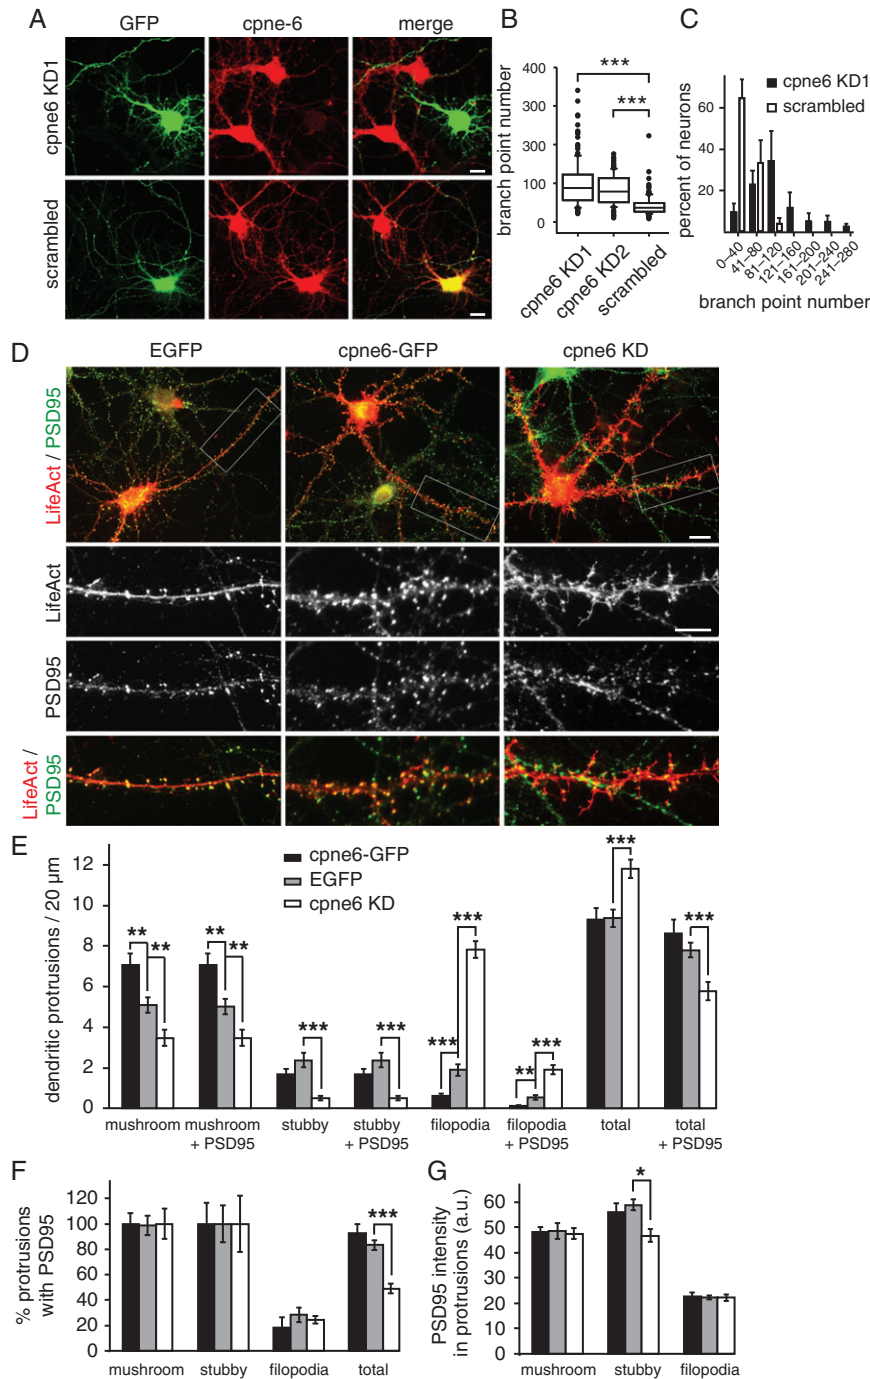 A
GFP
cpne-6
merge
cpne6 KD1
scrambled
B
branch point number
400
300
200
100
0
***
***
cpne6 KD1
cpne6 KD2
scrambled
C
percent of neurons
60
40
20
cpne6 KD1
scrambled
0–40
41–80
81–120
121–160
161–200
201–240
241–280
branch point number
D
EGFP
cpne6-GFP
cpne6 KD
LifeAct / PSD95
LifeAct
PSD95
LifeAct /
PSD95
E
dendritic protrusions / 20 µm
12
10
8
6
4
2
0
cpne6-GFP
EGFP
cpne6 KD
**
**
**
**
***
***
***
***
**
***
***
***
mushroom
mushroom
+ PSD95
stubby
stubby
+ PSD95
filopodia
filopodia
+ PSD95
total
total
+ PSD95
F
% protrusions
with PSD95
120
100
80
60
40
20
0
***
mushroom
stubby
filopodia
total
G
PSD95 intensity
in protrusions (a.u.)
60
50
40
30
20
10
0
*
mushroom
stubby
filopodia